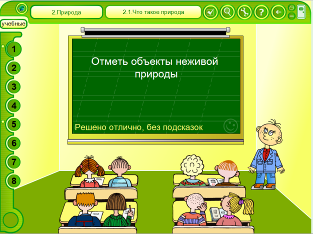 2.Природа
2.1.Что такое природа
учебные
1
2
3
4
5
6
7
8
Отметь объекты неживой
природы
Решено отлично, без подсказок